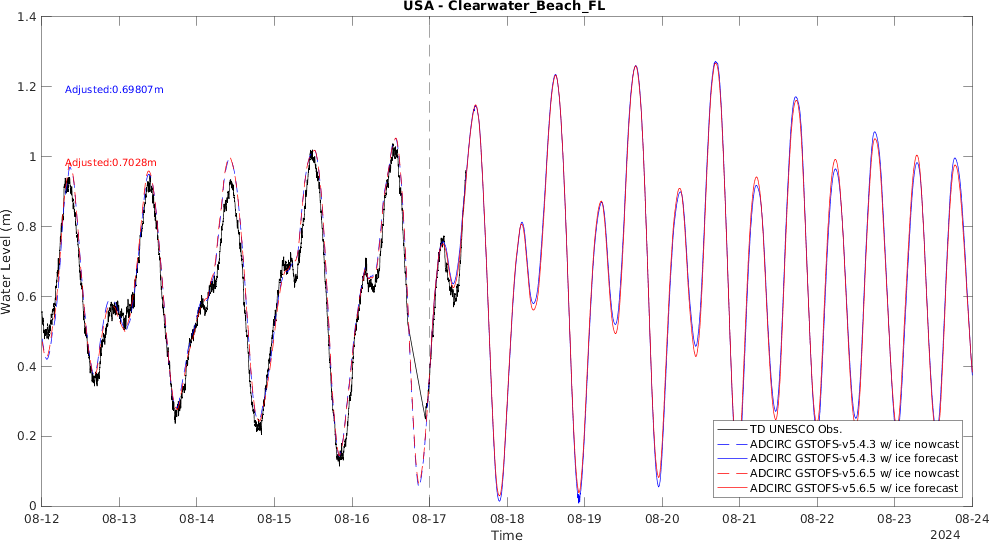 USA - Clearwater_Beach_FL
1.4
1.2
1
0.8
0.6
0.4
0.2
0
Water Level (m)
Adjusted:0.69807m
Adjusted:0.7028m
TD UNESCO Obs.
ADCIRC GSTOFS-v5.4.3 w/ ice nowcast
ADCIRC GSTOFS-v5.4.3 w/ ice forecast
ADCIRC GSTOFS-v5.6.5 w/ ice nowcast
ADCIRC GSTOFS-v5.6.5 w/ ice forecast
08-12 08-13 08-14 08-15 08-16 08-17 08-18 08-19 08-20 08-21 08-22 08-23 08-24
Time
2024